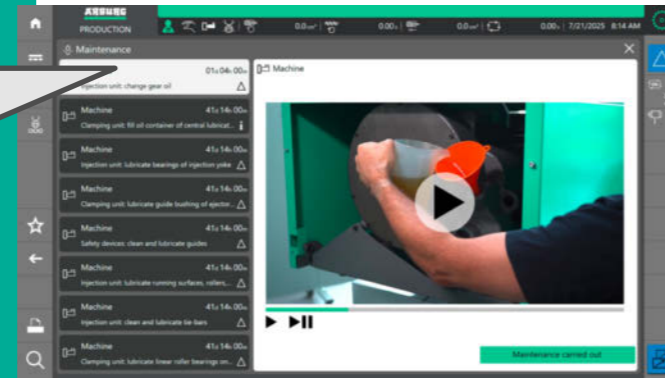 ARBURG
PRODUCTION
0.0cm³
0.00s
0.0cm³
0.00s
7/21/2025 8:14 AM
Maintenance
01d 04h 00m
Injection unit: change gear oil
Machine 41d 14h 00m
Clamping unit: fill oil container of central lubricat...
Machine 41d 14h 00m
Injection unit: lubricate bearings of injection yoke
Machine 41d 14h 00m
Clamping unit: lubricate guide bushing of ejector...
Machine 41d 14h 00m
Safety devices: clean and lubricate guides
Machine 41d 14h 00m
Injection unit: lubricate running surfaces, rollers,...
Machine 41d 14h 00m
Injection unit: clean and lubricate tie-bars
Machine 41d 14h 00m
Clamping unit: lubricate linear roller bearings on...
Machine
Maintenance carried out